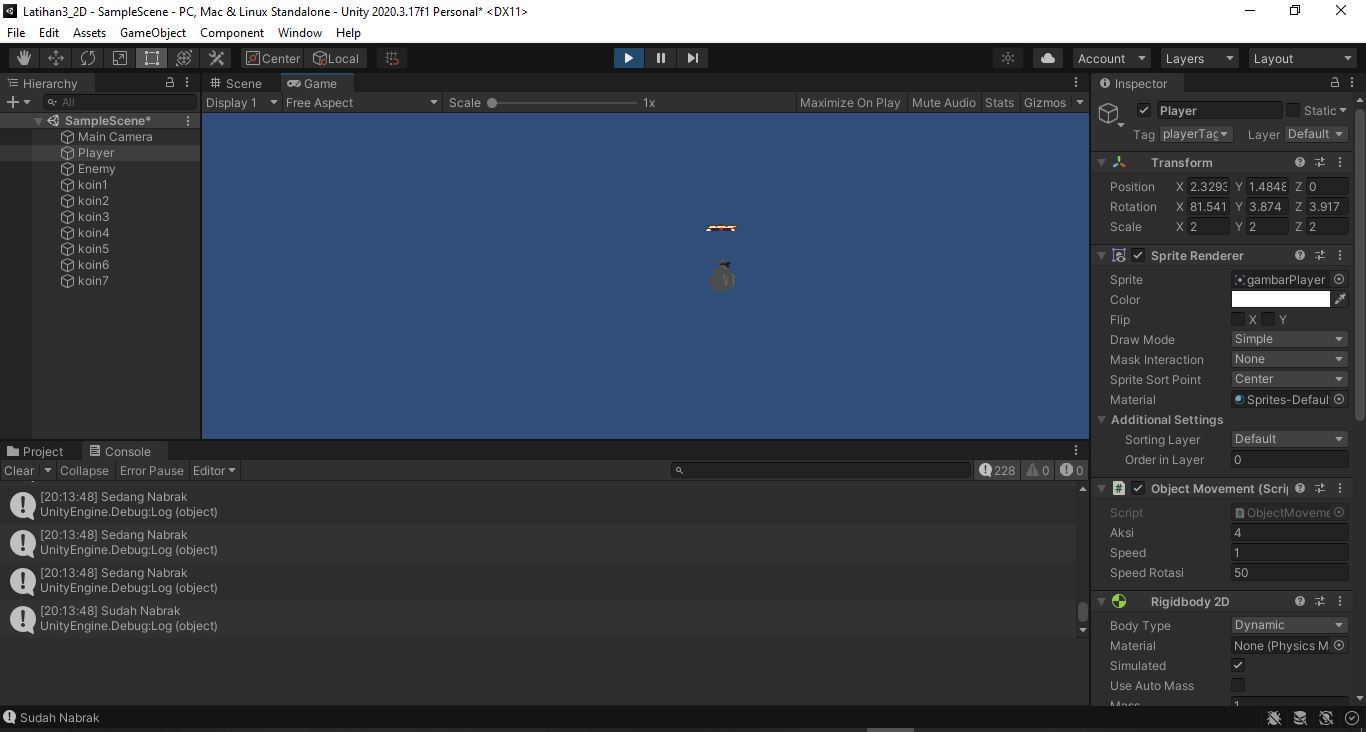 Latihan3_2D - SampleScene - PC, Mac & Linux Standalone - Unity 2020.3.17f1 Personal* <DX11>
File Edit Assets GameObject Component Window Help
Center Local Account Layers Layout
Hierarchy
All
SampleScene*
Main Camera
Player
Enemy
koin1
koin2
koin3
koin4
koin5
koin6
koin7
Scene Game
Display 1 Free Aspect Scale 1x Maximize On Play Mute Audio Stats Gizmos
Project Console
Clear Collapse Error Pause Editor 228 0 0
[20:13:48] Sedang Nabrak
UnityEngine.Debug:Log (object)
[20:13:48] Sedang Nabrak
UnityEngine.Debug:Log (object)
[20:13:48] Sedang Nabrak
UnityEngine.Debug:Log (object)
[20:13:48] Sudah Nabrak
UnityEngine.Debug:Log (object)
Sudah Nabrak
Inspector
Player Static
Tag playerTag Layer Default
Transform
Position X 2.3293 Y 1.4848 Z 0
Rotation X 81.541 Y 3.874 Z 3.917
Scale X 2 Y 2 Z 2
Sprite Renderer
Sprite gambarPlayer
Color
Flip X Y
Draw Mode Simple
Mask Interaction None
Sprite Sort Point Center
Material Sprites-Defaul
Additional Settings
Sorting Layer Default
Order in Layer 0
# Object Movement (Scrip
Script # ObjectMoveme
Aksi 4
Speed 1
Speed Rotasi 50
Rigidbody 2D
Body Type Dynamic
Material None (Physics M
Simulated
Use Auto Mass
Mass 1